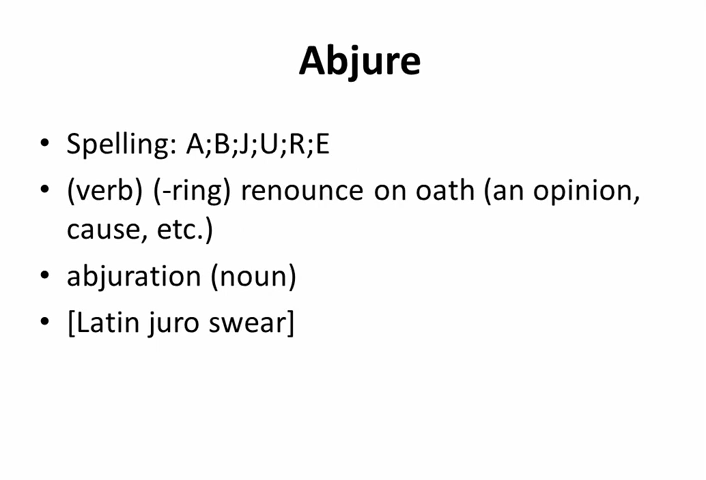 Abjure
• Spelling: A;B;J;U;R;E
• (verb) (-ring) renounce on oath (an opinion,
cause, etc.)
• abjuration (noun)
• [Latin juro swear]